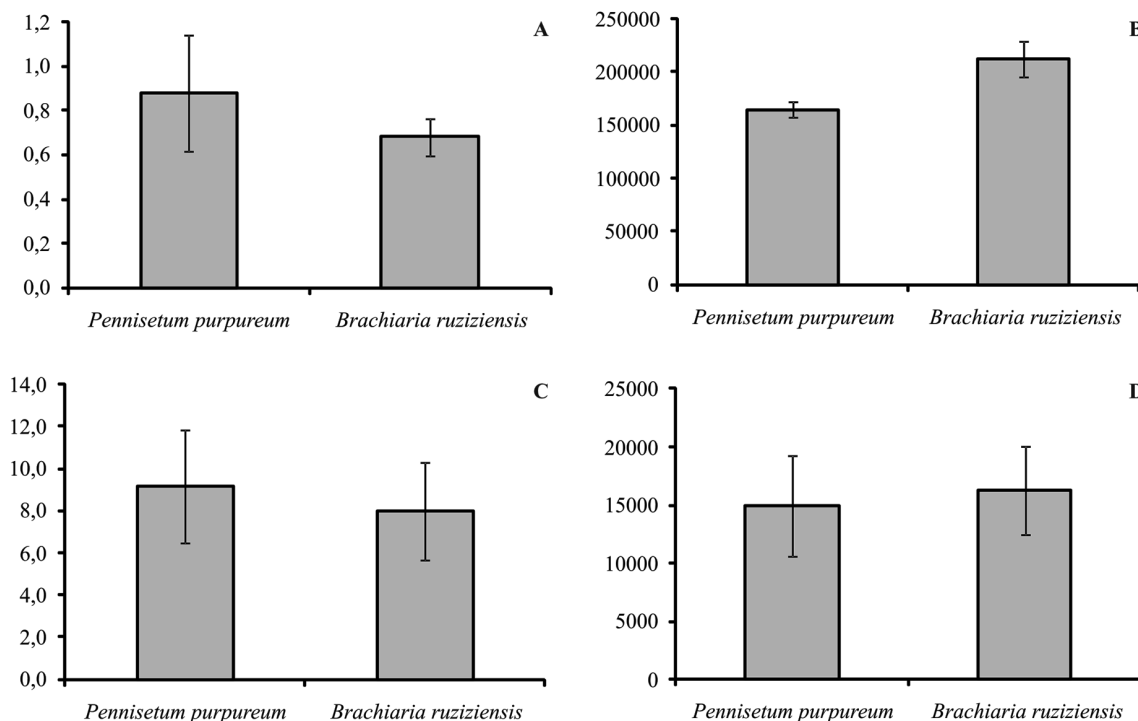 A
1,2
1,0
0,8
0,6
0,4
0,2
0,0
Pennisetum purpureum
Brachiaria ruziziensis
B
250000
200000
150000
100000
50000
0
Pennisetum purpureum
Brachiaria ruziziensis
C
14,0
12,0
10,0
8,0
6,0
4,0
2,0
0,0
Pennisetum purpureum
Brachiaria ruziziensis
D
25000
20000
15000
10000
5000
0
Pennisetum purpureum
Brachiaria ruziziensis